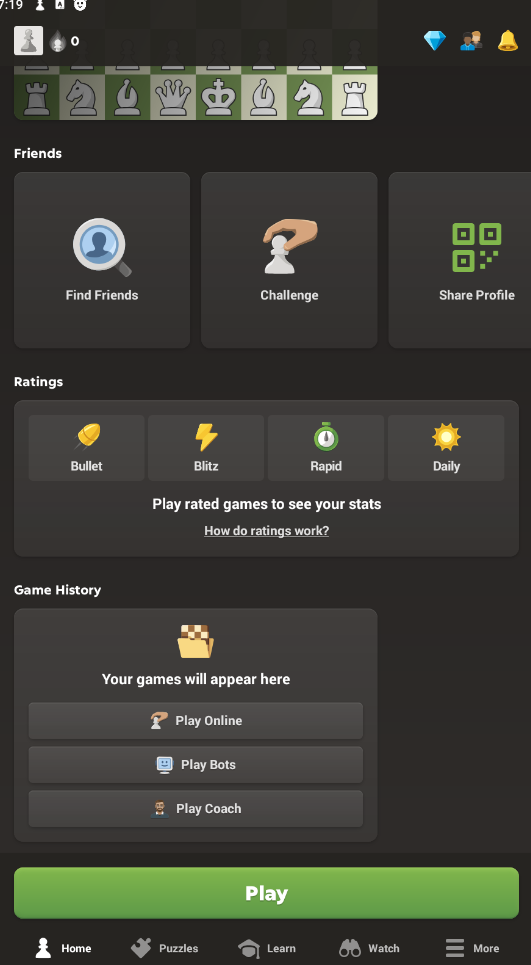 7:19
0
Friends
Find Friends
Challenge
Share Profile
Ratings
Bullet
Blitz
Rapid
Daily
Play rated games to see your stats
How do ratings work?
Game History
Your games will appear here
Play Online
Play Bots
Play Coach
Play
Home
Puzzles
Learn
Watch
More